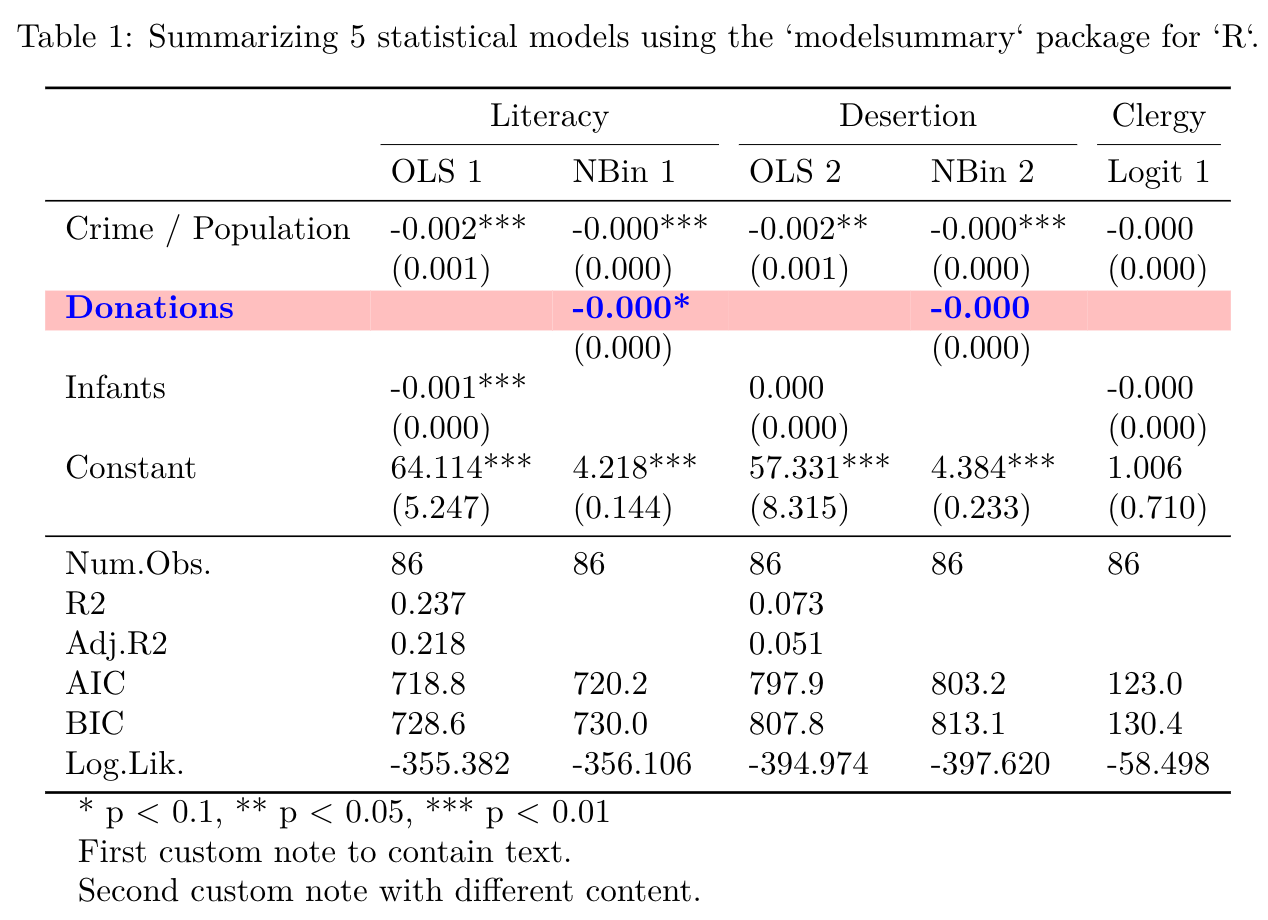 Table 1: Summarizing 5 statistical models using the ‘modelsummary‘ package for ‘R‘.
Literacy Desertion Clergy
OLS 1 NBin 1 OLS 2 NBin 2 Logit 1
Crime / Population -0.002*** -0.000*** -0.002** -0.000*** -0.000
(0.001) (0.000) (0.001) (0.000) (0.000)
Donations -0.000* -0.000
(0.000) (0.000)
Infants -0.001*** 0.000 -0.000
(0.000) (0.000) (0.000)
Constant 64.114*** 4.218*** 57.331*** 4.384*** 1.006
(5.247) (0.144) (8.315) (0.233) (0.710)
Num.Obs. 86 86 86 86 86
R2 0.237 0.073
Adj.R2 0.218 0.051
AIC 718.8 720.2 797.9 803.2 123.0
BIC 728.6 730.0 807.8 813.1 130.4
Log.Lik. -355.382 -356.106 -394.974 -397.620 -58.498
* p < 0.1, ** p < 0.05, *** p < 0.01
First custom note to contain text.
Second custom note with different content.